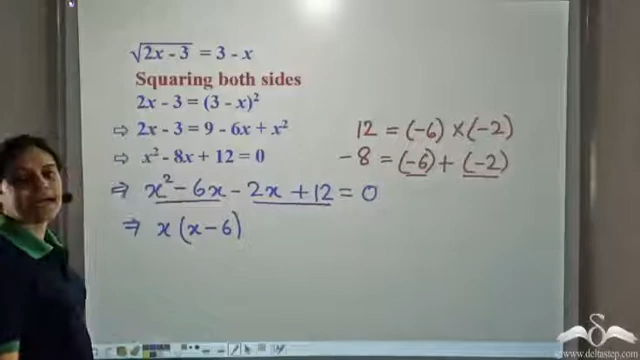 √2x - 3 = 3 - x
Squaring both sides
2x - 3 = (3 - x)²
⇨ 2x - 3 = 9 - 6x + x²
⇨ x² - 8x + 12 = 0
⇒ x² - 6x - 2x + 12 = 0
⇒ x (x - 6)
12 = (-6) × (-2)
-8 = (-6) + (-2)
www.deltastep.com